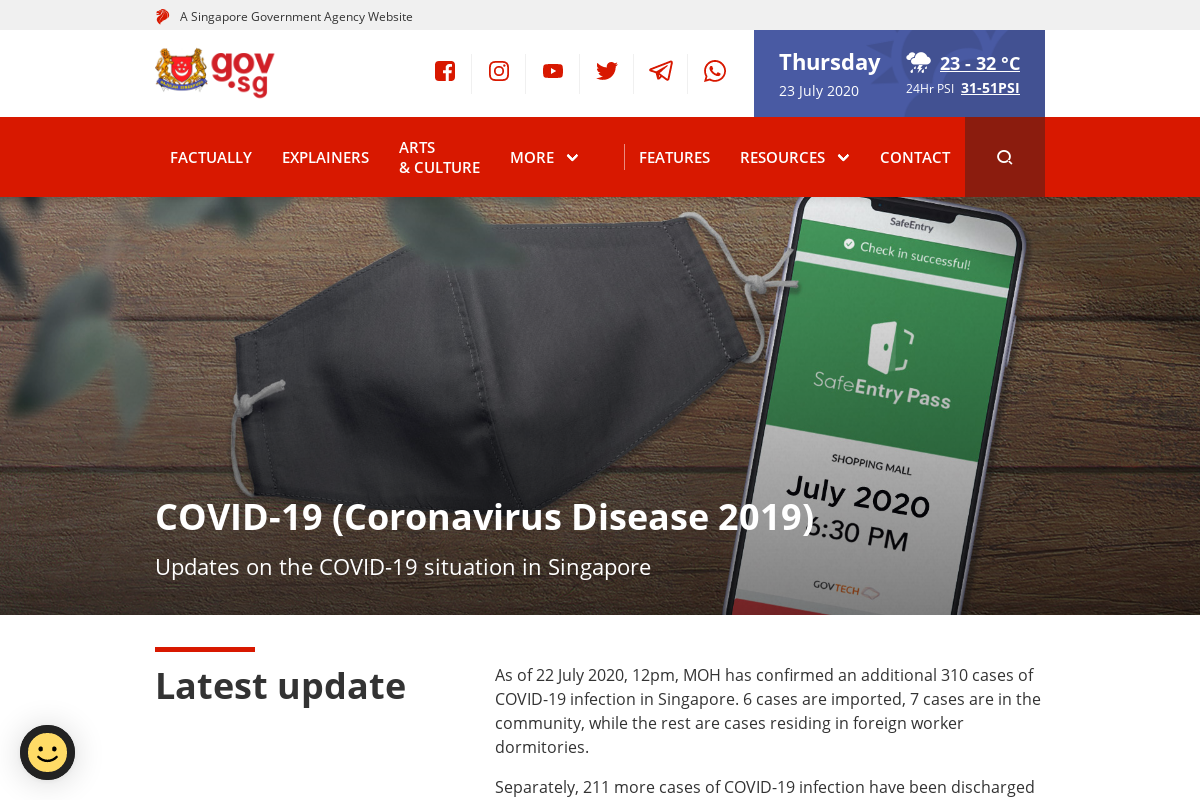 A Singapore Government Agency Website
gov
.sg
Thursday
23 July 2020
23 - 32 °C
24Hr PSI 31-51PSI
FACTUALLY
EXPLAINERS
ARTS
& CULTURE
MORE
FEATURES
RESOURCES
CONTACT
SafeEntry
Check in successful!
SafeEntry Pass
SHOPPING MALL
July 2020
6:30 PM
GOVTECH
COVID-19 (Coronavirus Disease 2019)
Updates on the COVID-19 situation in Singapore
Latest update
As of 22 July 2020, 12pm, MOH has confirmed an additional 310 cases of
COVID-19 infection in Singapore. 6 cases are imported, 7 cases are in the
community, while the rest are cases residing in foreign worker
dormitories.
Separately, 211 more cases of COVID-19 infection have been discharged